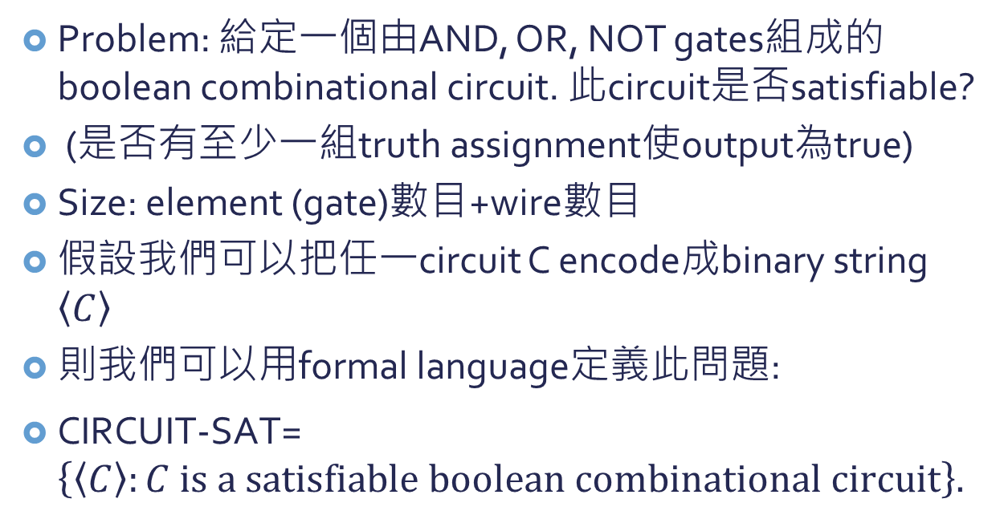 Problem: 給定一個由AND, OR, NOT gates組成的
boolean combinational circuit. 此circuit是否satisfiable?
(是否有至少一組truth assignment使output為true)
Size: element (gate)數目+wire數目
假設我們可以把任一circuit C encode成binary string
⟨C⟩
則我們可以用formal language定義此問題:
CIRCUIT-SAT=
{⟨C⟩: C is a satisfiable boolean combinational circuit}.